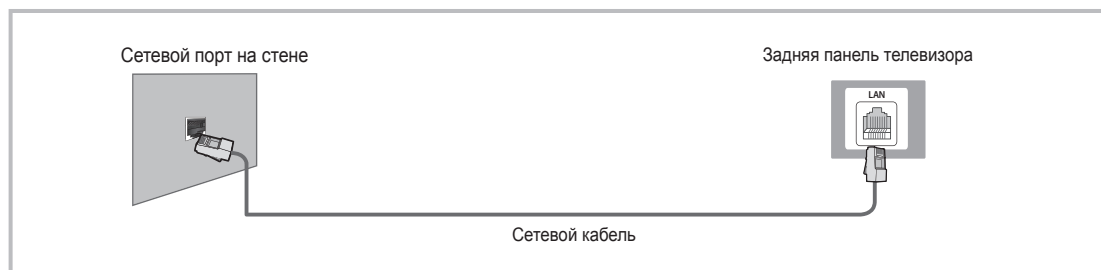 Сетевой порт на стене
Задняя панель телевизора
LAN
Сетевой кабель